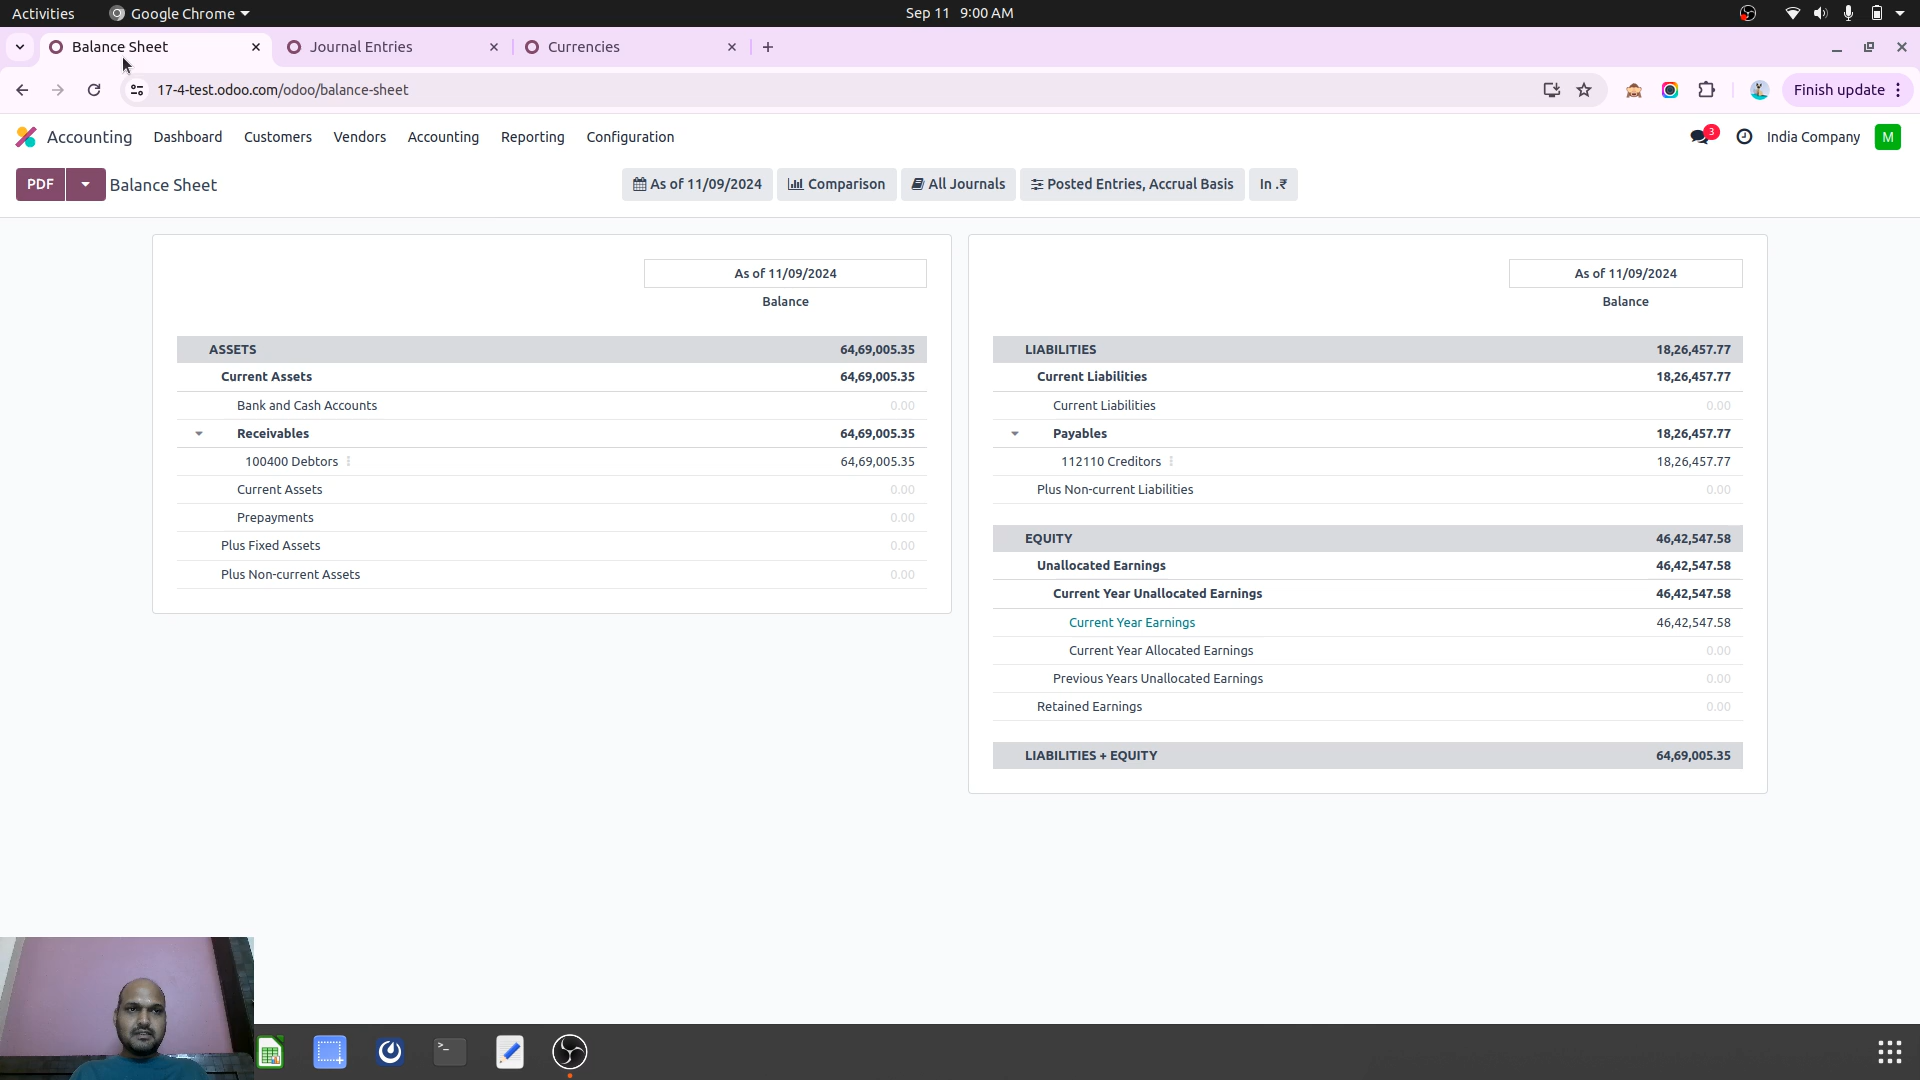 Activities
Google Chrome
Sep 11 9:00 AM
Balance Sheet
Journal Entries
Currencies
17-4-test.odoo.com/odoo/balance-sheet
Finish update
Accounting
Dashboard
Customers
Vendors
Accounting
Reporting
Configuration
3
India Company
M
PDF
Balance Sheet
As of 11/09/2024
Comparison
All Journals
Posted Entries, Accrual Basis
In .₹
As of 11/09/2024
Balance
ASSETS 64,69,005.35
Current Assets 64,69,005.35
Bank and Cash Accounts 0.00
Receivables 64,69,005.35
100400 Debtors 64,69,005.35
Current Assets 0.00
Prepayments 0.00
Plus Fixed Assets 0.00
Plus Non-current Assets 0.00
As of 11/09/2024
Balance
LIABILITIES 18,26,457.77
Current Liabilities 18,26,457.77
Current Liabilities 0.00
Payables 18,26,457.77
112110 Creditors 18,26,457.77
Plus Non-current Liabilities 0.00
EQUITY 46,42,547.58
Unallocated Earnings 46,42,547.58
Current Year Unallocated Earnings 46,42,547.58
Current Year Earnings 46,42,547.58
Current Year Allocated Earnings 0.00
Previous Years Unallocated Earnings 0.00
Retained Earnings 0.00
LIABILITIES + EQUITY 64,69,005.35